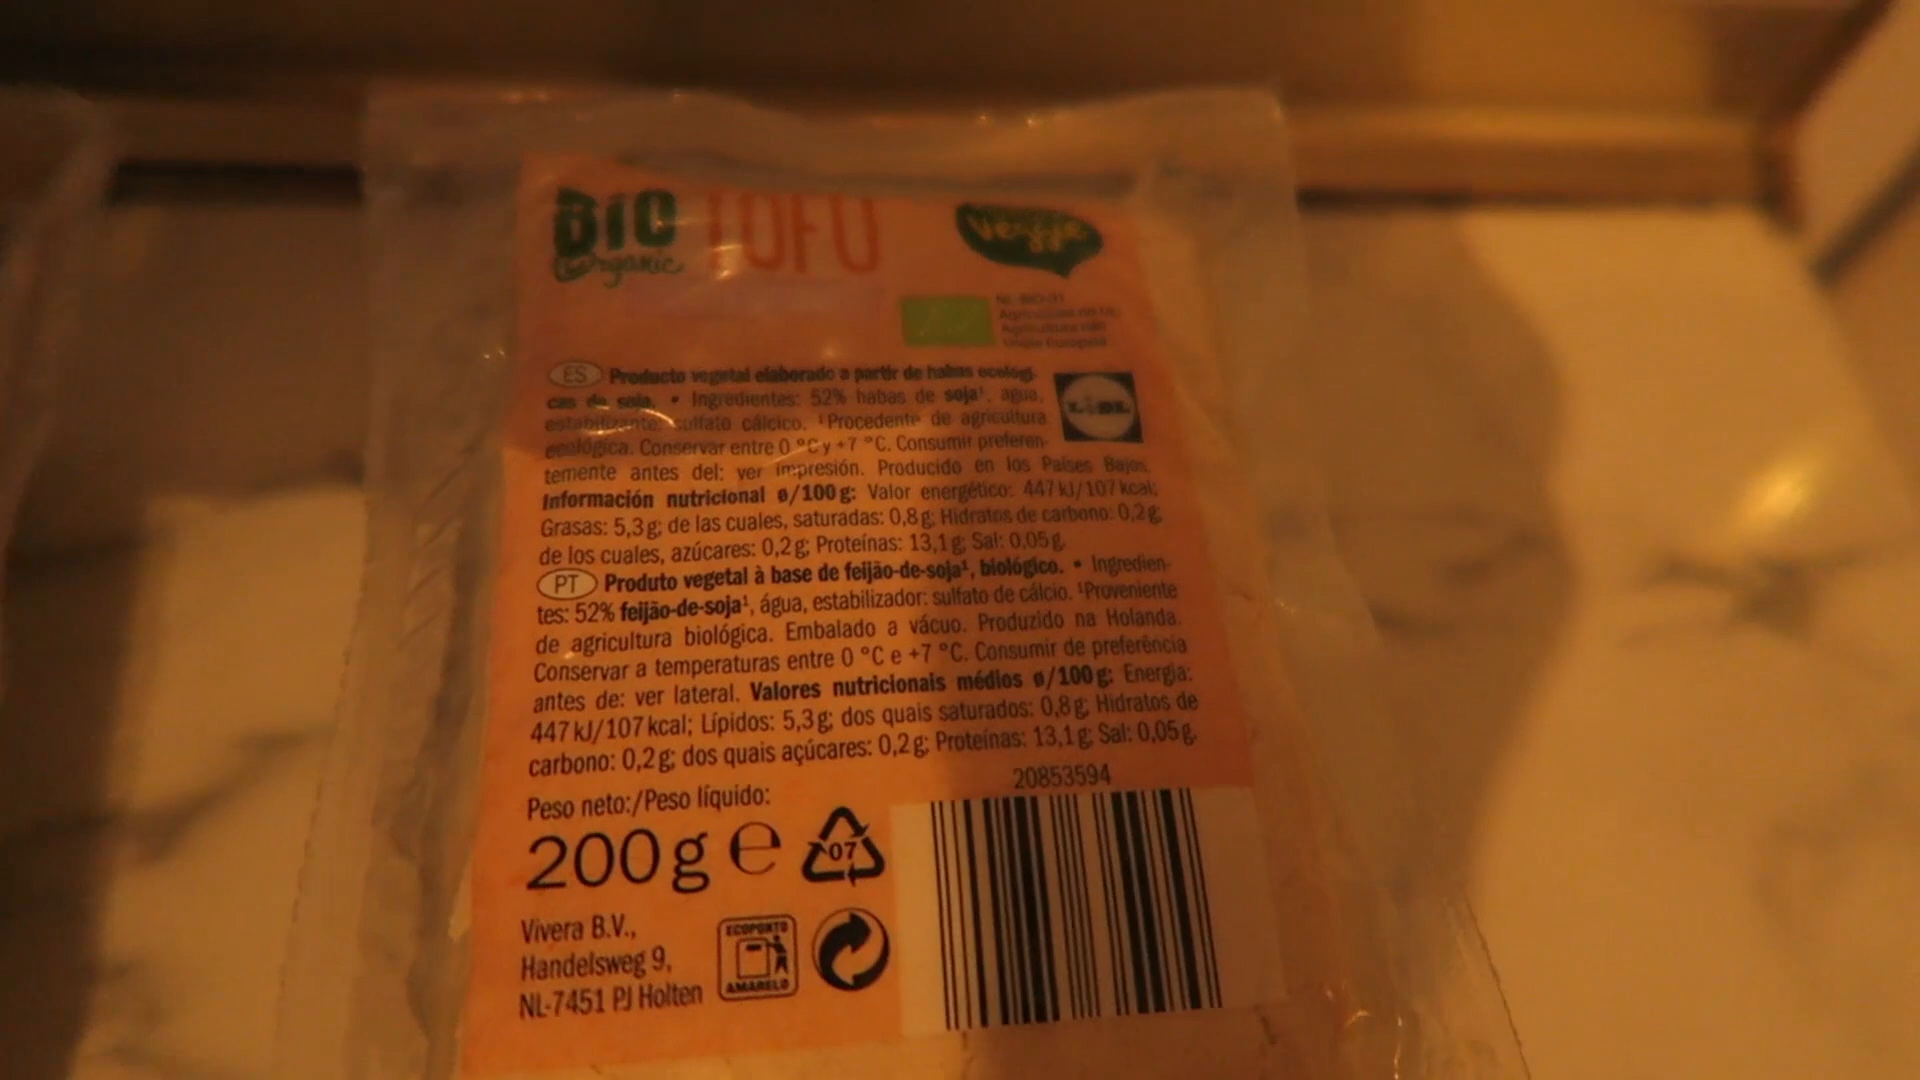 BIO TOFU
Organic
Veggie
NL-BIO-01
ES Producto vegetal elaborado a partir de habas ecológi-
cas de soja. • Ingredientes: 52% habas de soja¹, agua,
estabilizante: sulfato cálcico. ¹Procedente de agricultura
ecológica. Conservar entre 0 °C y +7 °C. Consumir preferen-
temente antes del: ver impresión. Producido en los Países Bajos.
LIDL
Información nutricional ø/100 g: Valor energético: 447 kJ/107 kcal;
Grasas: 5,3 g; de las cuales, saturadas: 0,8 g; Hidratos de carbono: 0,2 g;
de los cuales, azúcares: 0,2 g; Proteínas: 13,1 g; Sal: 0,05 g.
PT Produto vegetal à base de feijão-de-soja¹, biológico. • Ingredien-
tes: 52% feijão-de-soja¹, água, estabilizador: sulfato de cálcio. ¹Proveniente
de agricultura biológica. Embalado a vácuo. Produzido na Holanda.
Conservar a temperaturas entre 0 °C e +7 °C. Consumir de preferência
antes de: ver lateral. Valores nutricionais médios ø/100 g: Energia:
447 kJ/107 kcal; Lípidos: 5,3 g; dos quais saturados: 0,8 g; Hidratos de
carbono: 0,2 g; dos quais açúcares: 0,2 g; Proteínas: 13,1 g; Sal: 0,05 g.
20853594
Peso neto:/Peso líquido:
200 g e
07
Vivera B.V.,
Handelsweg 9,
NL-7451 PJ Holten
ECOPONTO
AMARELO